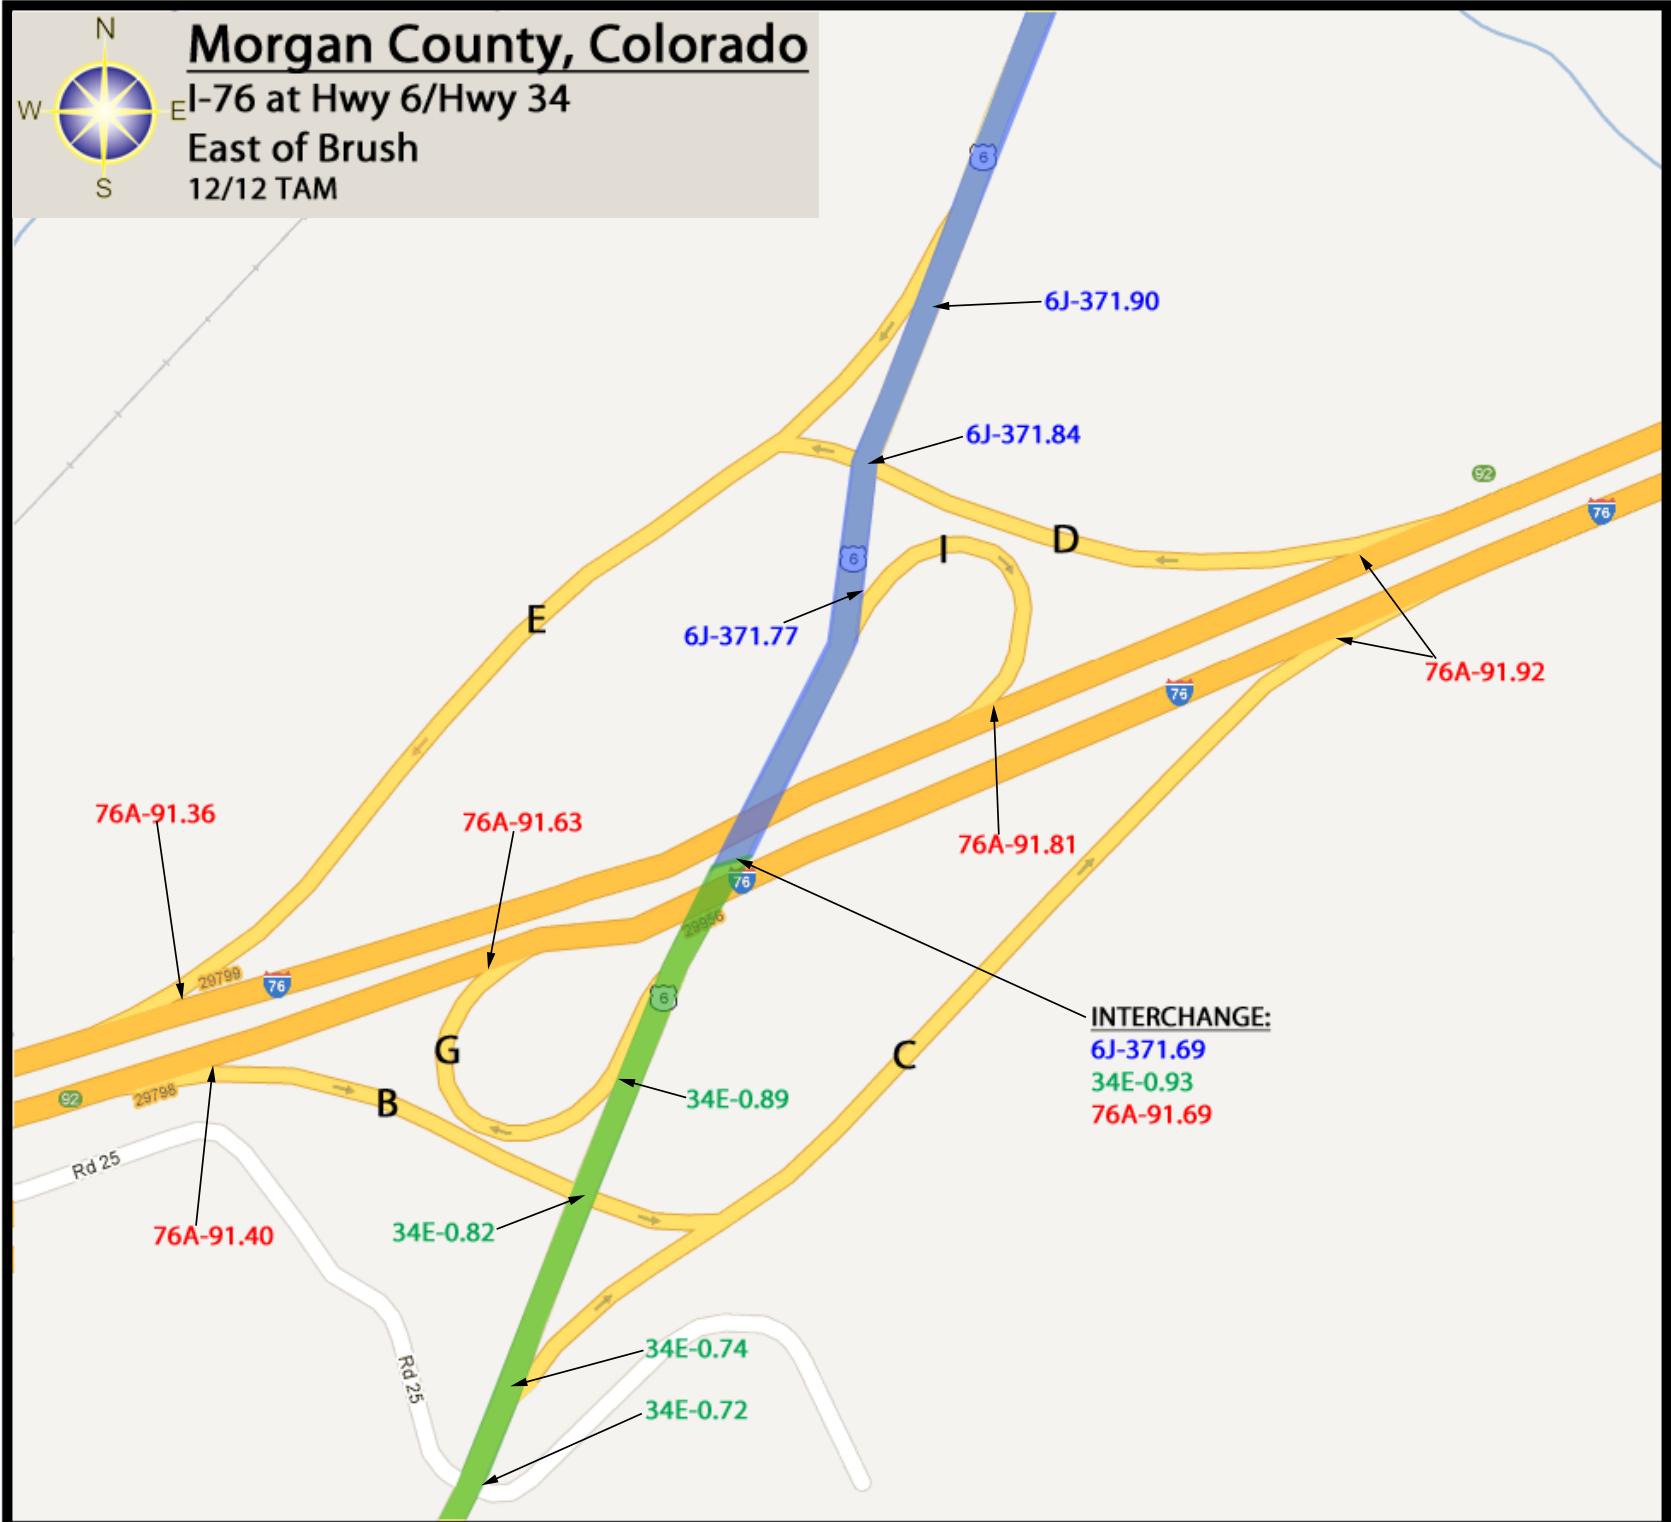 N
W
E
S
Morgan County, Colorado
I-76 at Hwy 6/Hwy 34
East of Brush
12/12 TAM
6
6J-371.90
6J-371.84
92
76
D
I
6
6J-371.77
E
76A-91.92
76
76A-91.36
76A-91.63
76A-91.81
76
29956
29799
76
6
INTERCHANGE:
6J-371.69
34E-0.93
76A-91.69
G
C
92
29798
B
34E-0.89
Rd 25
76A-91.40
34E-0.82
34E-0.74
Rd 25
34E-0.72